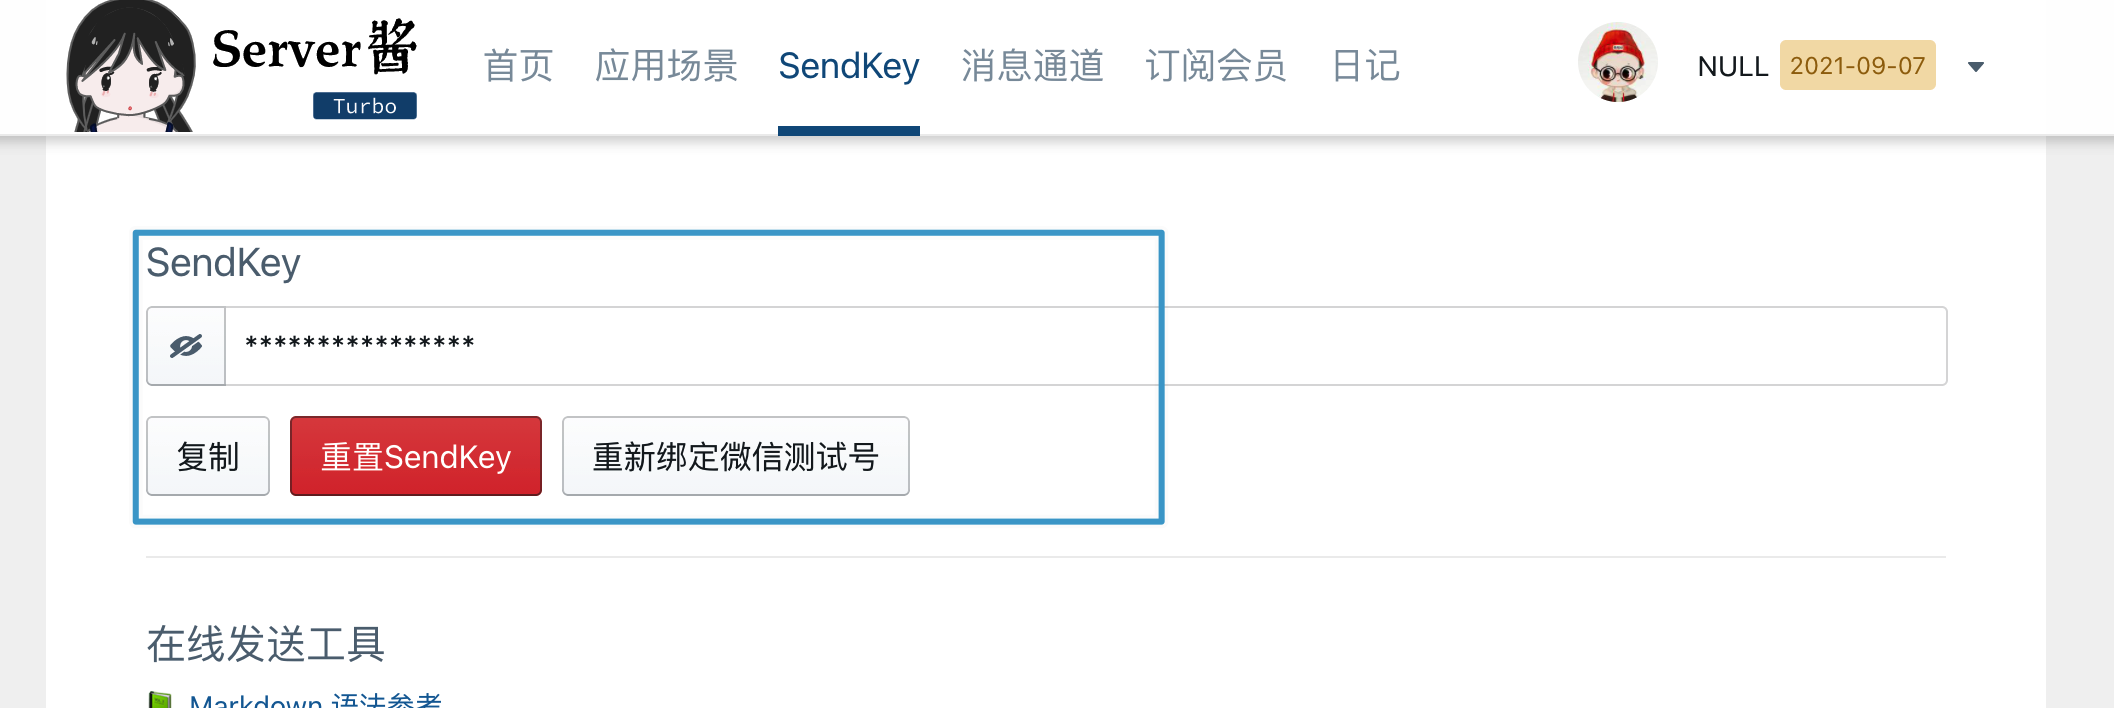 Server酱
Turbo
首页 应用场景 SendKey 消息通道 订阅会员 日记
NULL 2021-09-07
SendKey
****************
复制 重置SendKey 重新绑定微信测试号
在线发送工具
Markdown 语法参考